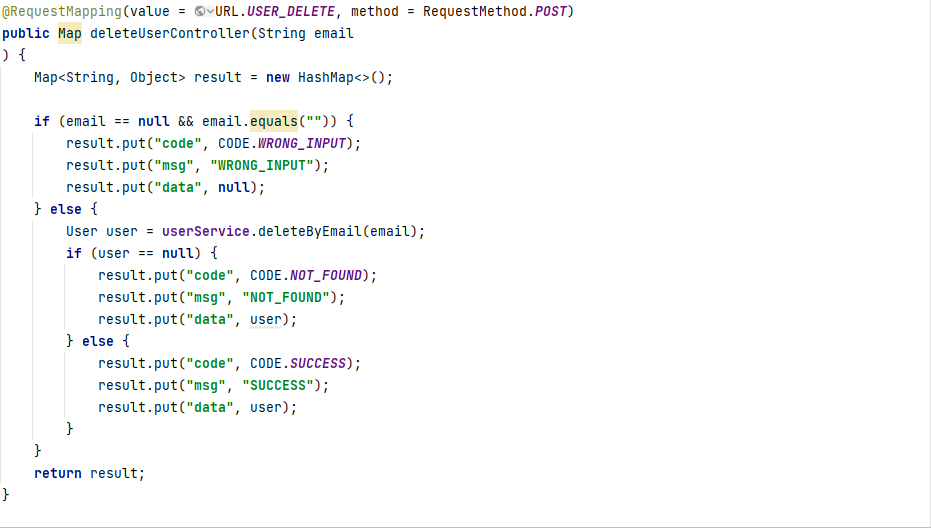 @RequestMapping(value = URL.USER_DELETE, method = RequestMethod.POST)
public Map deleteUserController(String email
) {
    Map<String, Object> result = new HashMap<>();

    if (email == null && email.equals("")) {
        result.put("code", CODE.WRONG_INPUT);
        result.put("msg", "WRONG_INPUT");
        result.put("data", null);
    } else {
        User user = userService.deleteByEmail(email);
        if (user == null) {
            result.put("code", CODE.NOT_FOUND);
            result.put("msg", "NOT_FOUND");
            result.put("data", user);
        } else {
            result.put("code", CODE.SUCCESS);
            result.put("msg", "SUCCESS");
            result.put("data", user);
        }
    }
    return result;
}